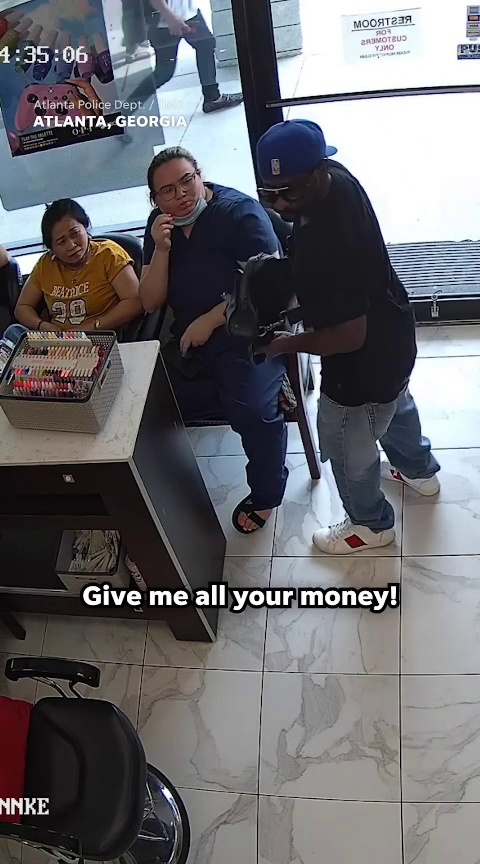 4:35:06
RESTROOM
FOR
CUSTOMERS
ONLY
Atlanta Police Dept. /
ATLANTA, GEORGIA
O·P·I
BEATRICE
29
Give me all your money!
NNKE